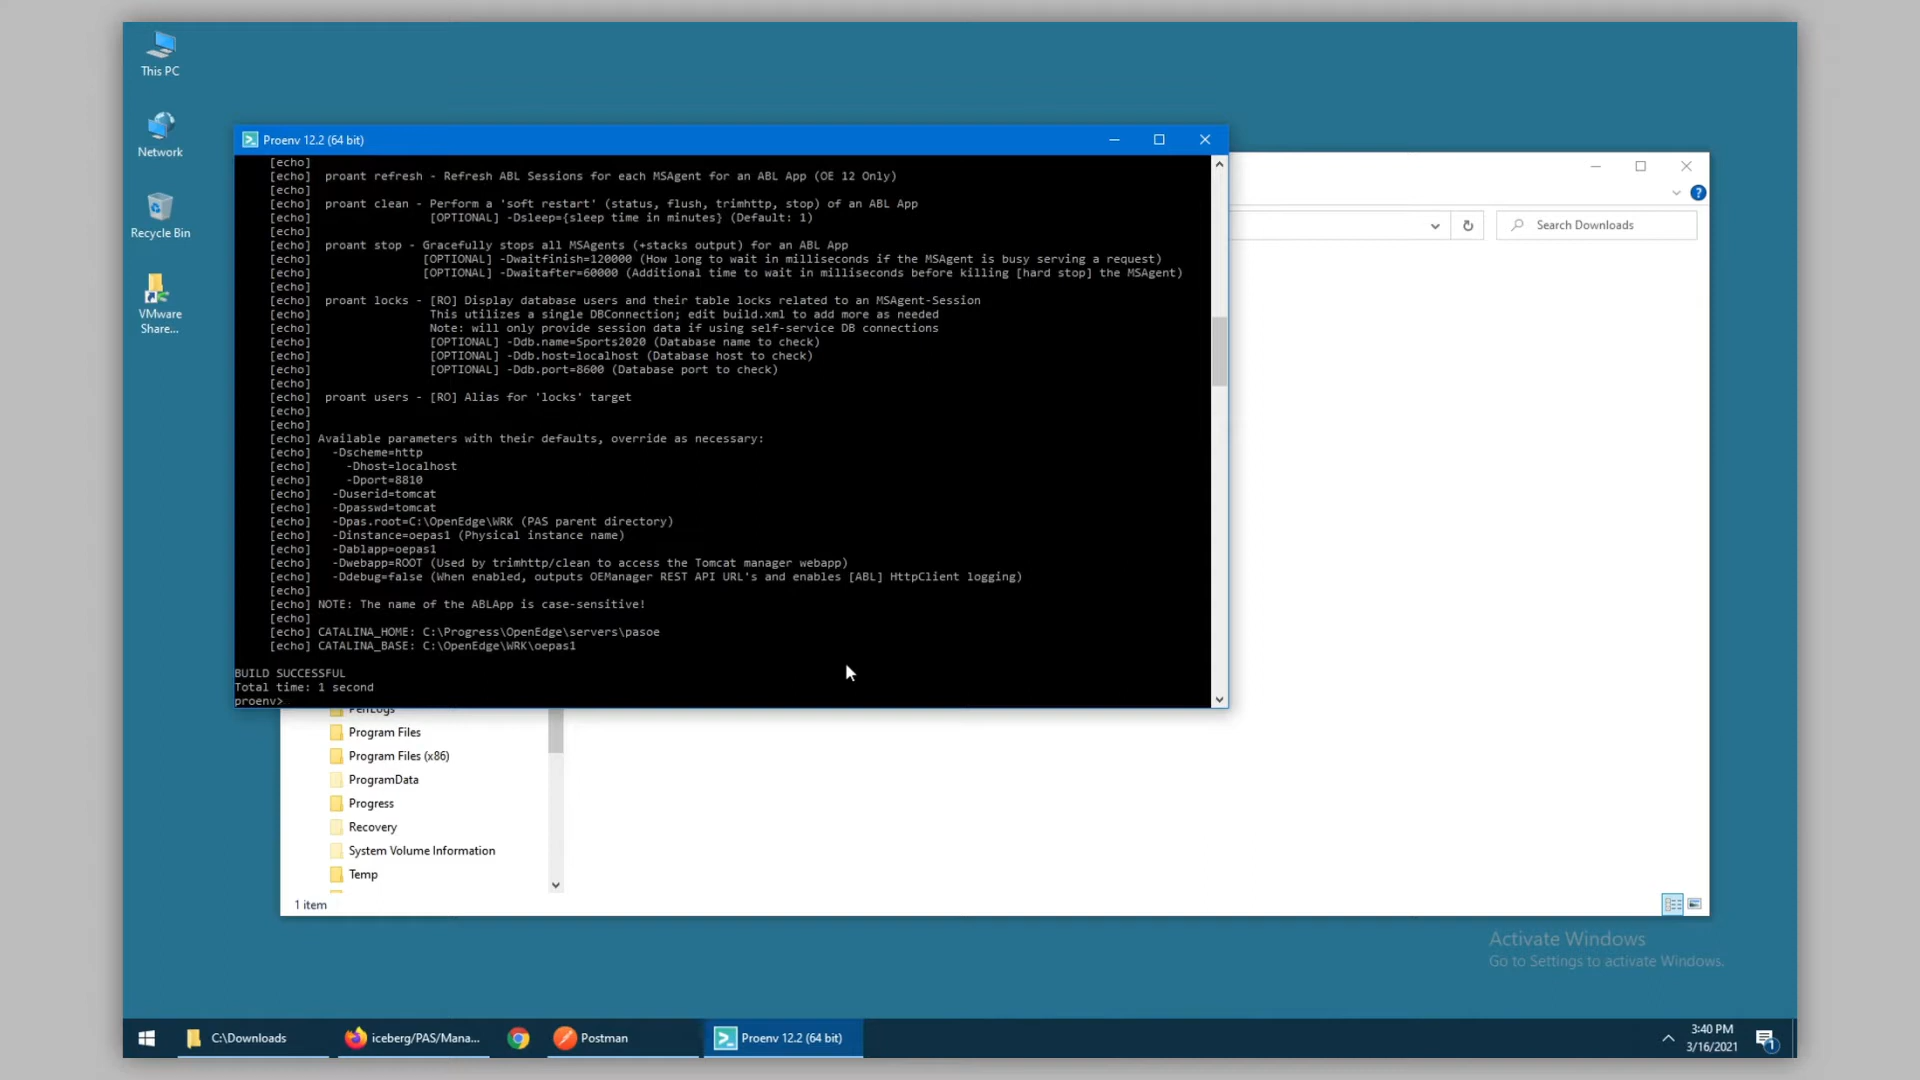 This PC
Network
Recycle Bin
VMware
Share...
Proenv 12.2 (64 bit)
[echo]
[echo] proant refresh - Refresh ABL Sessions for each MSAgent for an ABL App (OE 12 Only)
[echo]
[echo] proant clean - Perform a 'soft restart' (status, flush, trimhttp, stop) of an ABL App
[echo] [OPTIONAL] -Dsleep={sleep time in minutes} (Default: 1)
[echo]
[echo] proant stop - Gracefully stops all MSAgents (+stacks output) for an ABL App
[echo] [OPTIONAL] -Dwaitfinish=120000 (How long to wait in milliseconds if the MSAgent is busy serving a request)
[echo] [OPTIONAL] -Dwaitafter=60000 (Additional time to wait in milliseconds before killing [hard stop] the MSAgent)
[echo]
[echo] proant locks - [RO] Display database users and their table locks related to an MSAgent-Session
[echo] This utilizes a single DBConnection; edit build.xml to add more as needed
[echo] Note: will only provide session data if using self-service DB connections
[echo] [OPTIONAL] -Ddb.name=Sports2020 (Database name to check)
[echo] [OPTIONAL] -Ddb.host=localhost (Database host to check)
[echo] [OPTIONAL] -Ddb.port=8600 (Database port to check)
[echo]
[echo] proant users - [RO] Alias for 'locks' target
[echo]
[echo]
[echo] Available parameters with their defaults, override as necessary:
[echo] -Dscheme=http
[echo] -Dhost=localhost
[echo] -Dport=8810
[echo] -Duserid=tomcat
[echo] -Dpasswd=tomcat
[echo] -Dpas.root=C:\OpenEdge\WRK (PAS parent directory)
[echo] -Dinstance=oepas1 (Physical instance name)
[echo] -Dablapp=oepas1
[echo] -Dwebapp=ROOT (Used by trimhttp/clean to access the Tomcat manager webapp)
[echo] -Ddebug=false (When enabled, outputs OEManager REST API URL's and enables [ABL] HttpClient logging)
[echo]
[echo] NOTE: The name of the ABLApp is case-sensitive!
[echo]
[echo] CATALINA_HOME: C:\Progress\OpenEdge\servers\pasoe
[echo] CATALINA_BASE: C:\OpenEdge\WRK\oepas1
BUILD SUCCESSFUL
Total time: 1 second
proenv>
Search Downloads
PerfLogs
Program Files
Program Files (x86)
ProgramData
Progress
Recovery
System Volume Information
Temp
1 item
Activate Windows
Go to Settings to activate Windows.
C:\Downloads
iceberg/PAS/Mana...
Postman
Proenv 12.2 (64 bit)
3:40 PM
3/16/2021
1